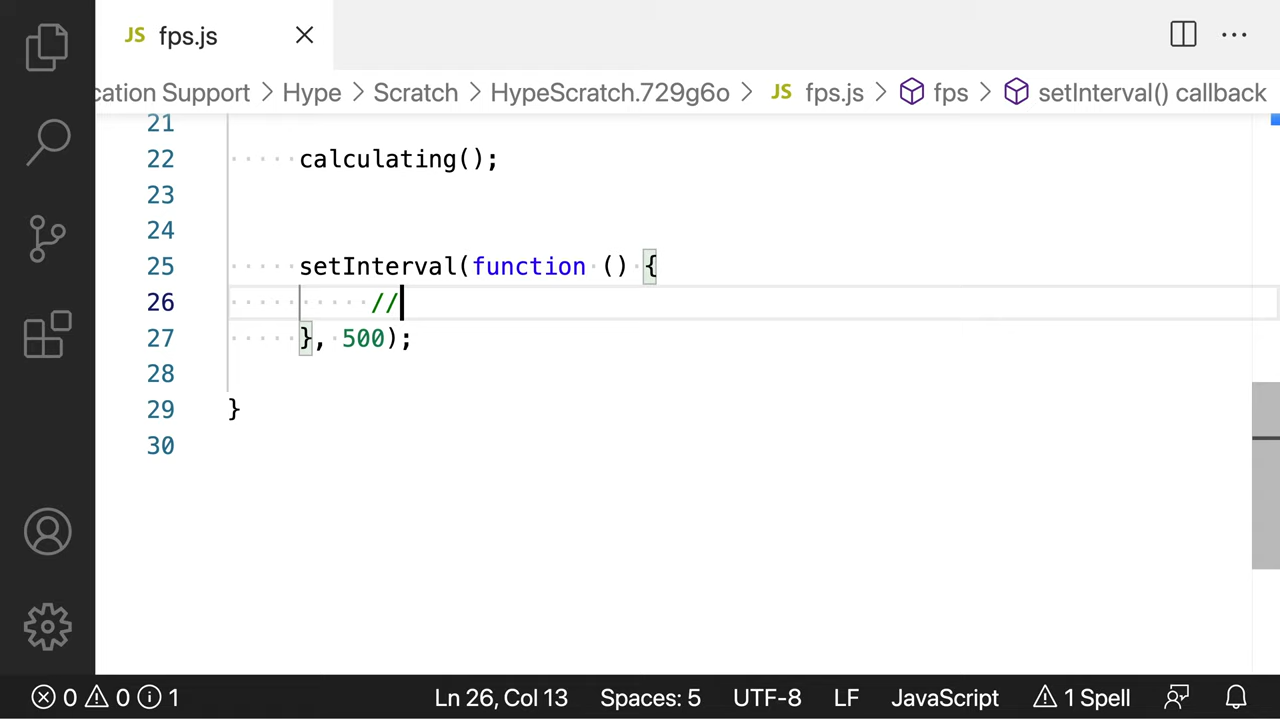 JS fps.js
cation Support > Hype > Scratch > HypeScratch.729g6o > JS fps.js > fps > setInterval() callback
21
22 calculating();
23
24
25 setInterval(function () {
26 //
27 }, 500);
28
29 }
30
0 0 1 Ln 26, Col 13 Spaces: 5 UTF-8 LF JavaScript 1 Spell